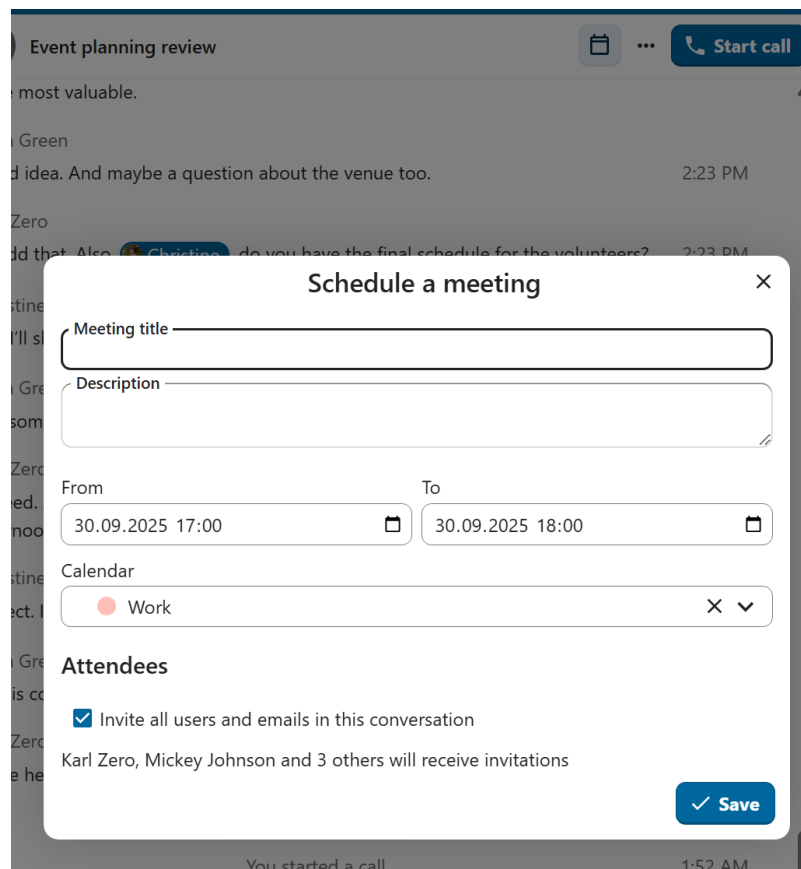 Event planning review
Start call
most valuable.
Green
idea. And maybe a question about the venue too.
2:23 PM
Zero
that. Also Christine do you have the final schedule for the volunteers?
2:23 PM
Schedule a meeting
Meeting title
Description
From
To
30.09.2025 17:00
30.09.2025 18:00
Calendar
Work
Attendees
Invite all users and emails in this conversation
Karl Zero, Mickey Johnson and 3 others will receive invitations
Save
You started a call
1:52 AM